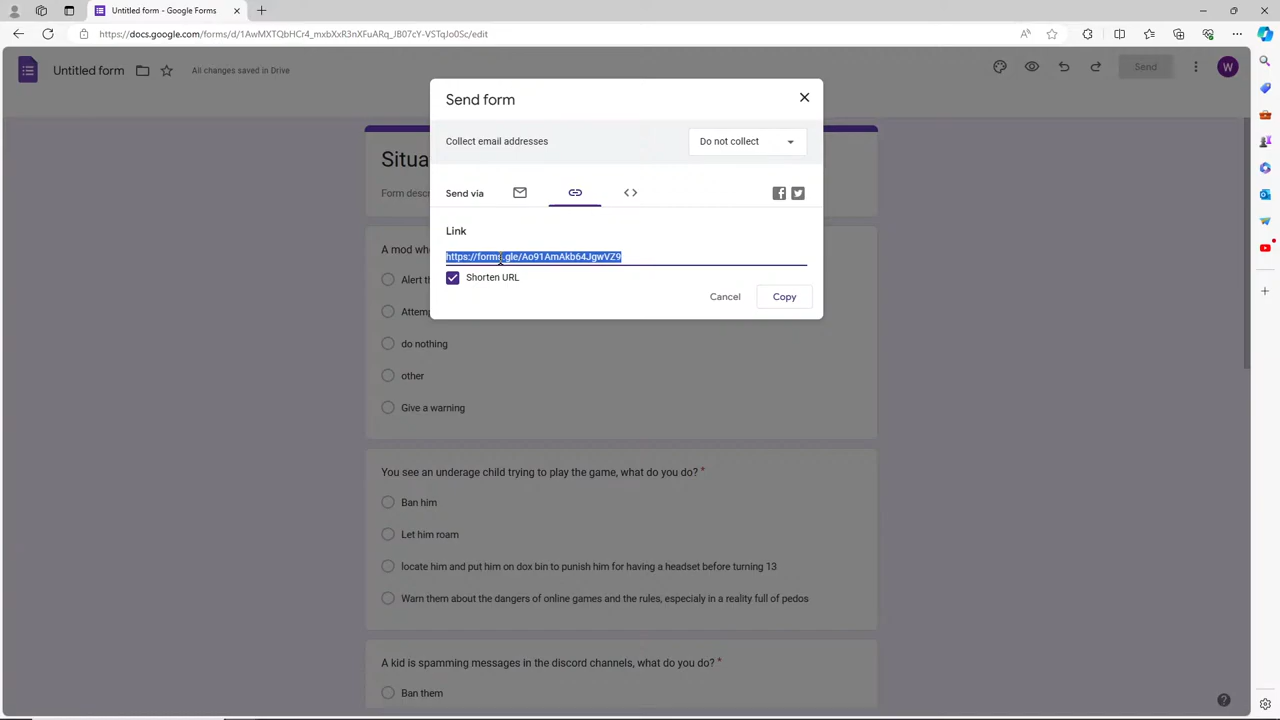 Untitled form - Google Forms
https://docs.google.com/forms/d/1AwMXTQbHCr4_mxbXxR3nXFuARq_JB07cY-VSTqJo0Sc/edit
Untitled form
All changes saved in Drive
Send
W
Send form
Collect email addresses
Do not collect
Situa
Form descr
Send via
Link
A mod wh
https://forms.gle/Ao91AmAkb64JgwVZ9
Alert th
Shorten URL
Cancel
Copy
Attemp
do nothing
other
Give a warning
You see an underage child trying to play the game, what do you do? *
Ban him
Let him roam
locate him and put him on dox bin to punish him for having a headset before turning 13
Warn them about the dangers of online games and the rules, especialy in a reality full of pedos
A kid is spamming messages in the discord channels, what do you do? *
Ban them